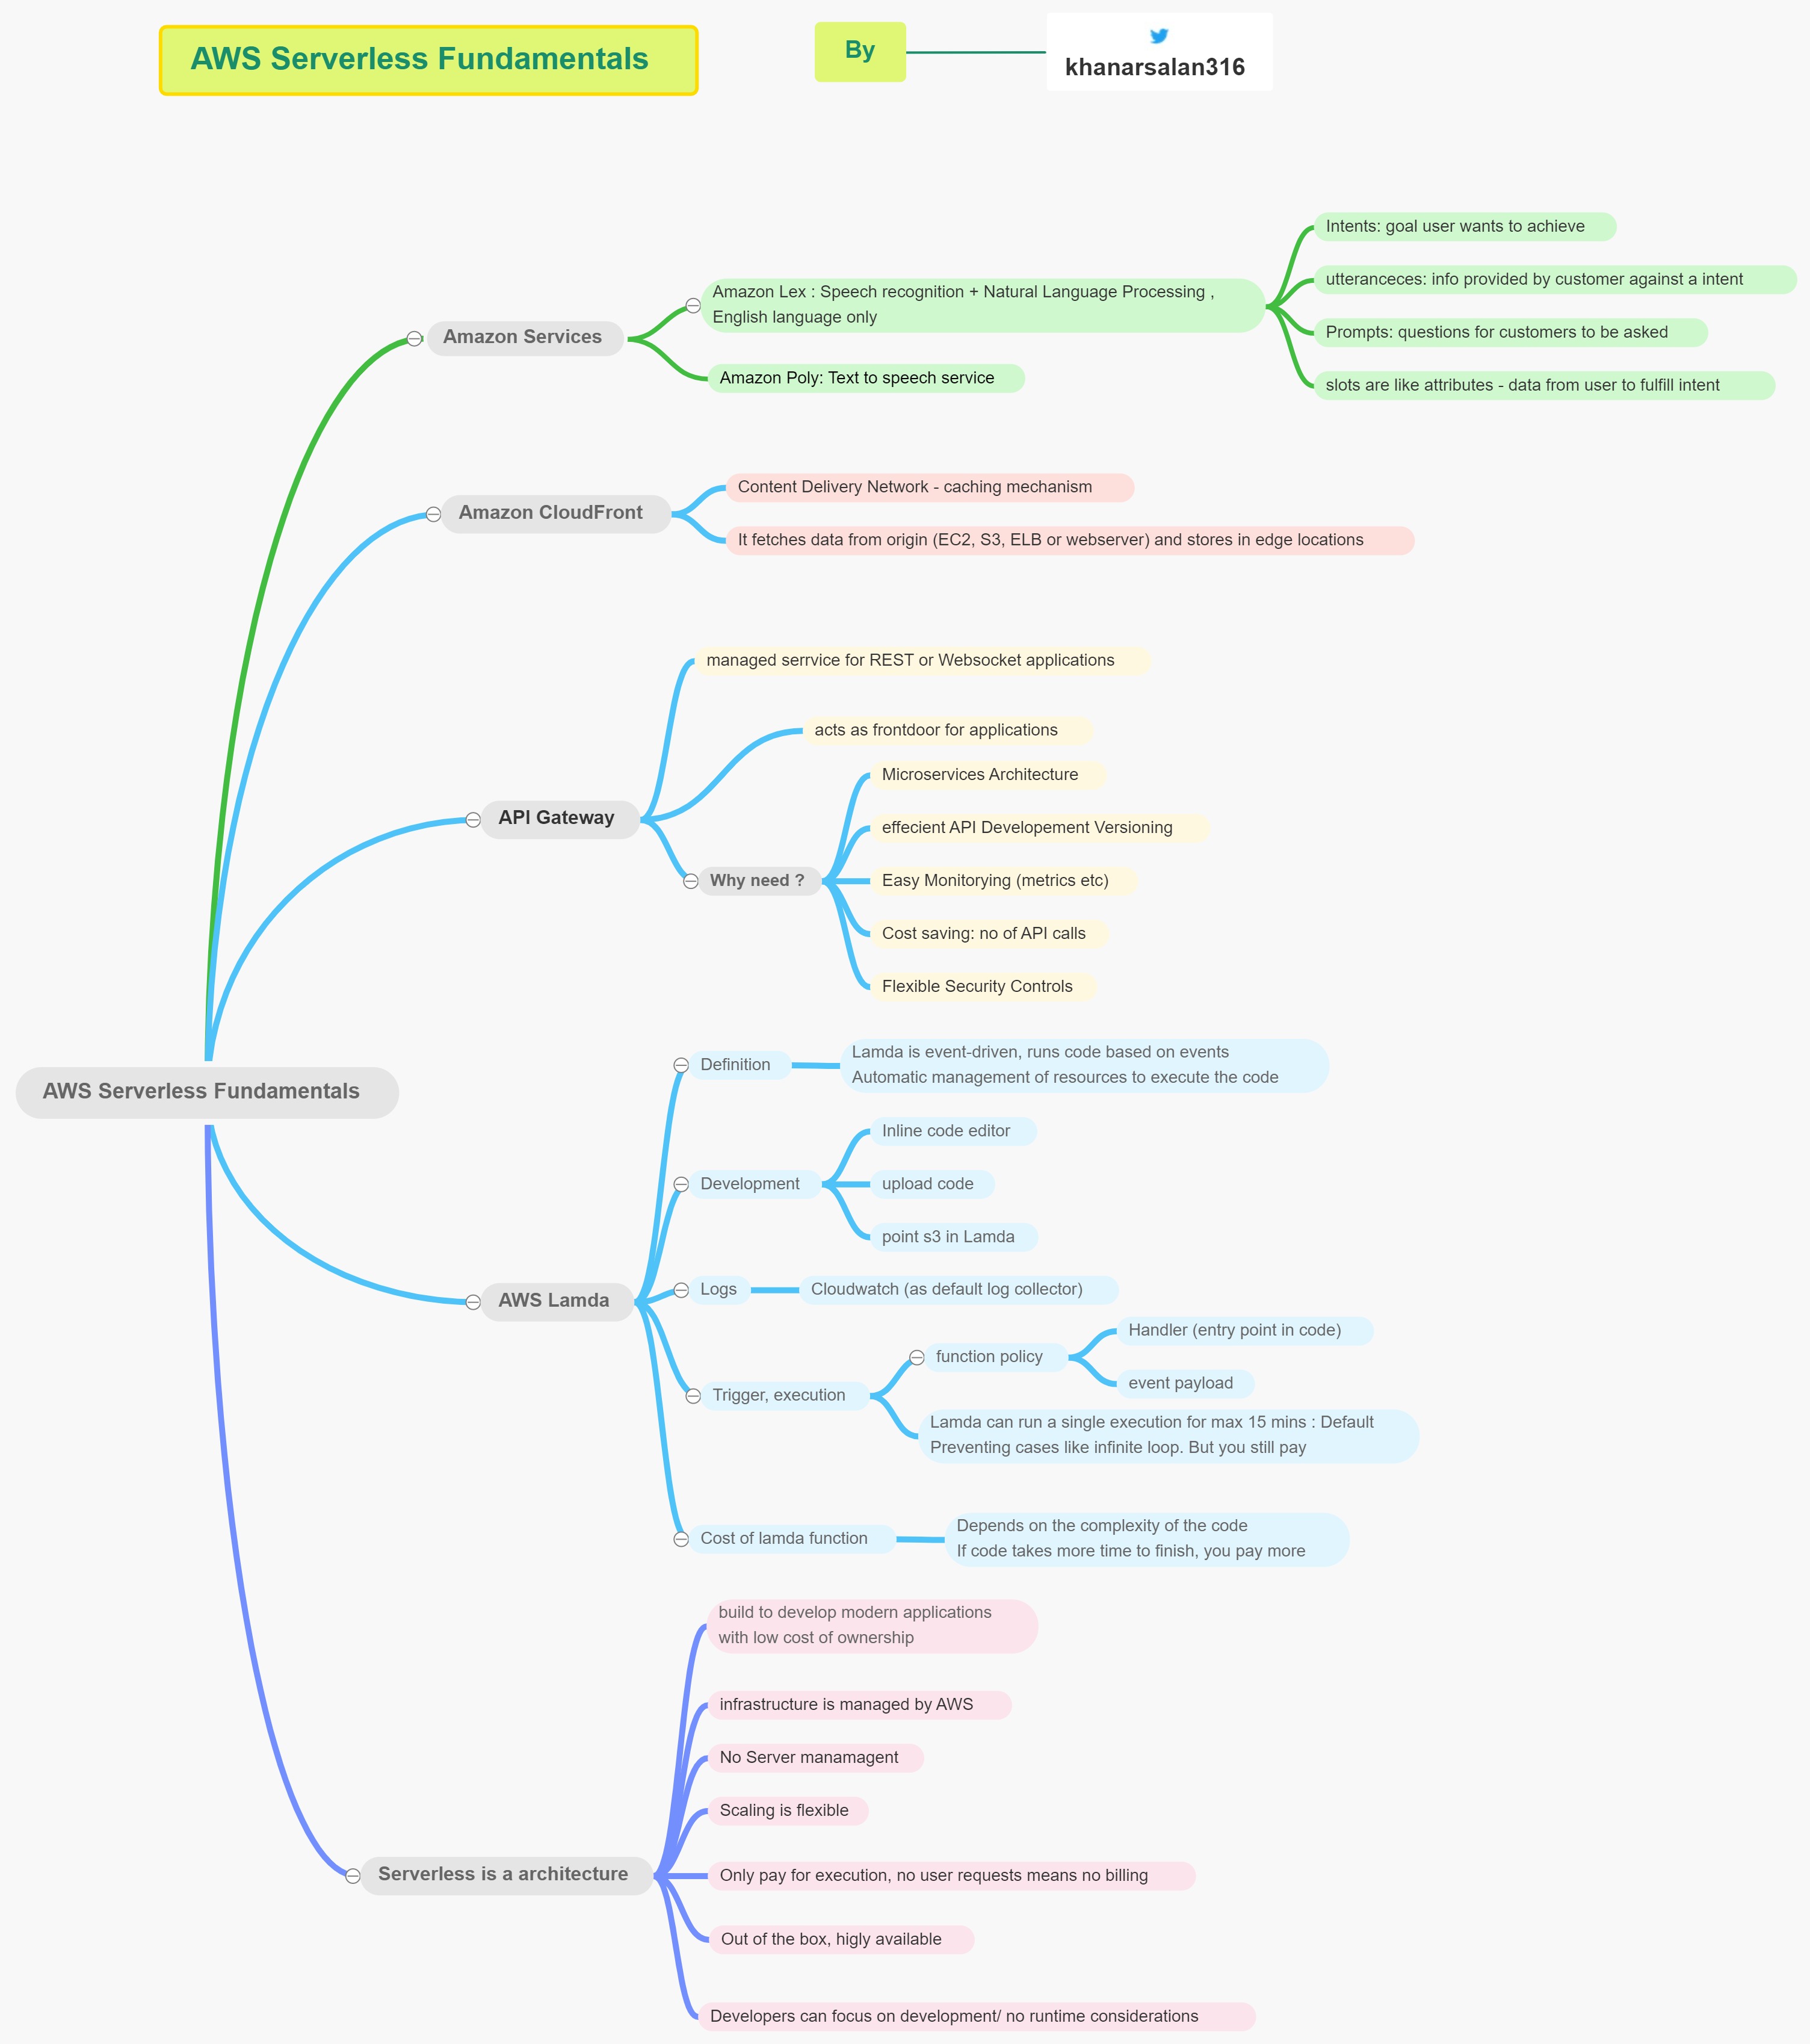 AWS Serverless Fundamentals
By
khanarsalan316
Intents: goal user wants to achieve
utteranceces: info provided by customer against a intent
Amazon Lex : Speech recognition + Natural Language Processing ,
English language only
Prompts: questions for customers to be asked
Amazon Services
Amazon Poly: Text to speech service
slots are like attributes - data from user to fulfill intent
Content Delivery Network - caching mechanism
Amazon CloudFront
It fetches data from origin (EC2, S3, ELB or webserver) and stores in edge locations
managed serrvice for REST or Websocket applications
acts as frontdoor for applications
Microservices Architecture
API Gateway
effecient API Developement Versioning
Why need ?
Easy Monitorying (metrics etc)
Cost saving: no of API calls
Flexible Security Controls
Definition
Lamda is event-driven, runs code based on events
Automatic management of resources to execute the code
AWS Serverless Fundamentals
Inline code editor
Development
upload code
point s3 in Lamda
Logs
Cloudwatch (as default log collector)
AWS Lamda
Handler (entry point in code)
function policy
event payload
Trigger, execution
Lamda can run a single execution for max 15 mins : Default
Preventing cases like infinite loop. But you still pay
Cost of lamda function
Depends on the complexity of the code
If code takes more time to finish, you pay more
build to develop modern applications
with low cost of ownership
infrastructure is managed by AWS
No Server manamagent
Scaling is flexible
Serverless is a architecture
Only pay for execution, no user requests means no billing
Out of the box, higly available
Developers can focus on development/ no runtime considerations